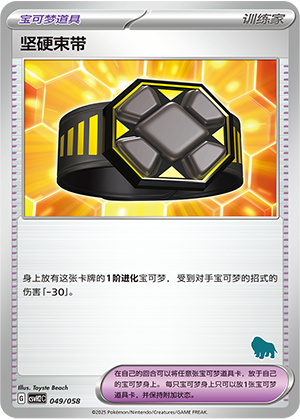 宝可梦道具
训练家
坚硬束带
身上放有这张卡牌的1阶进化宝可梦，受到对手宝可梦的招式的
伤害「-30」。
在自己的回合可以将任意张宝可梦道具卡，放于自己
的宝可梦身上。每只宝可梦身上只可以放1张宝可梦道
具卡，并保持附加状态。
Illus. Toyste Beach
G
049/058
©2025 Pokémon/Nintendo/Creatures/GAME FREAK.